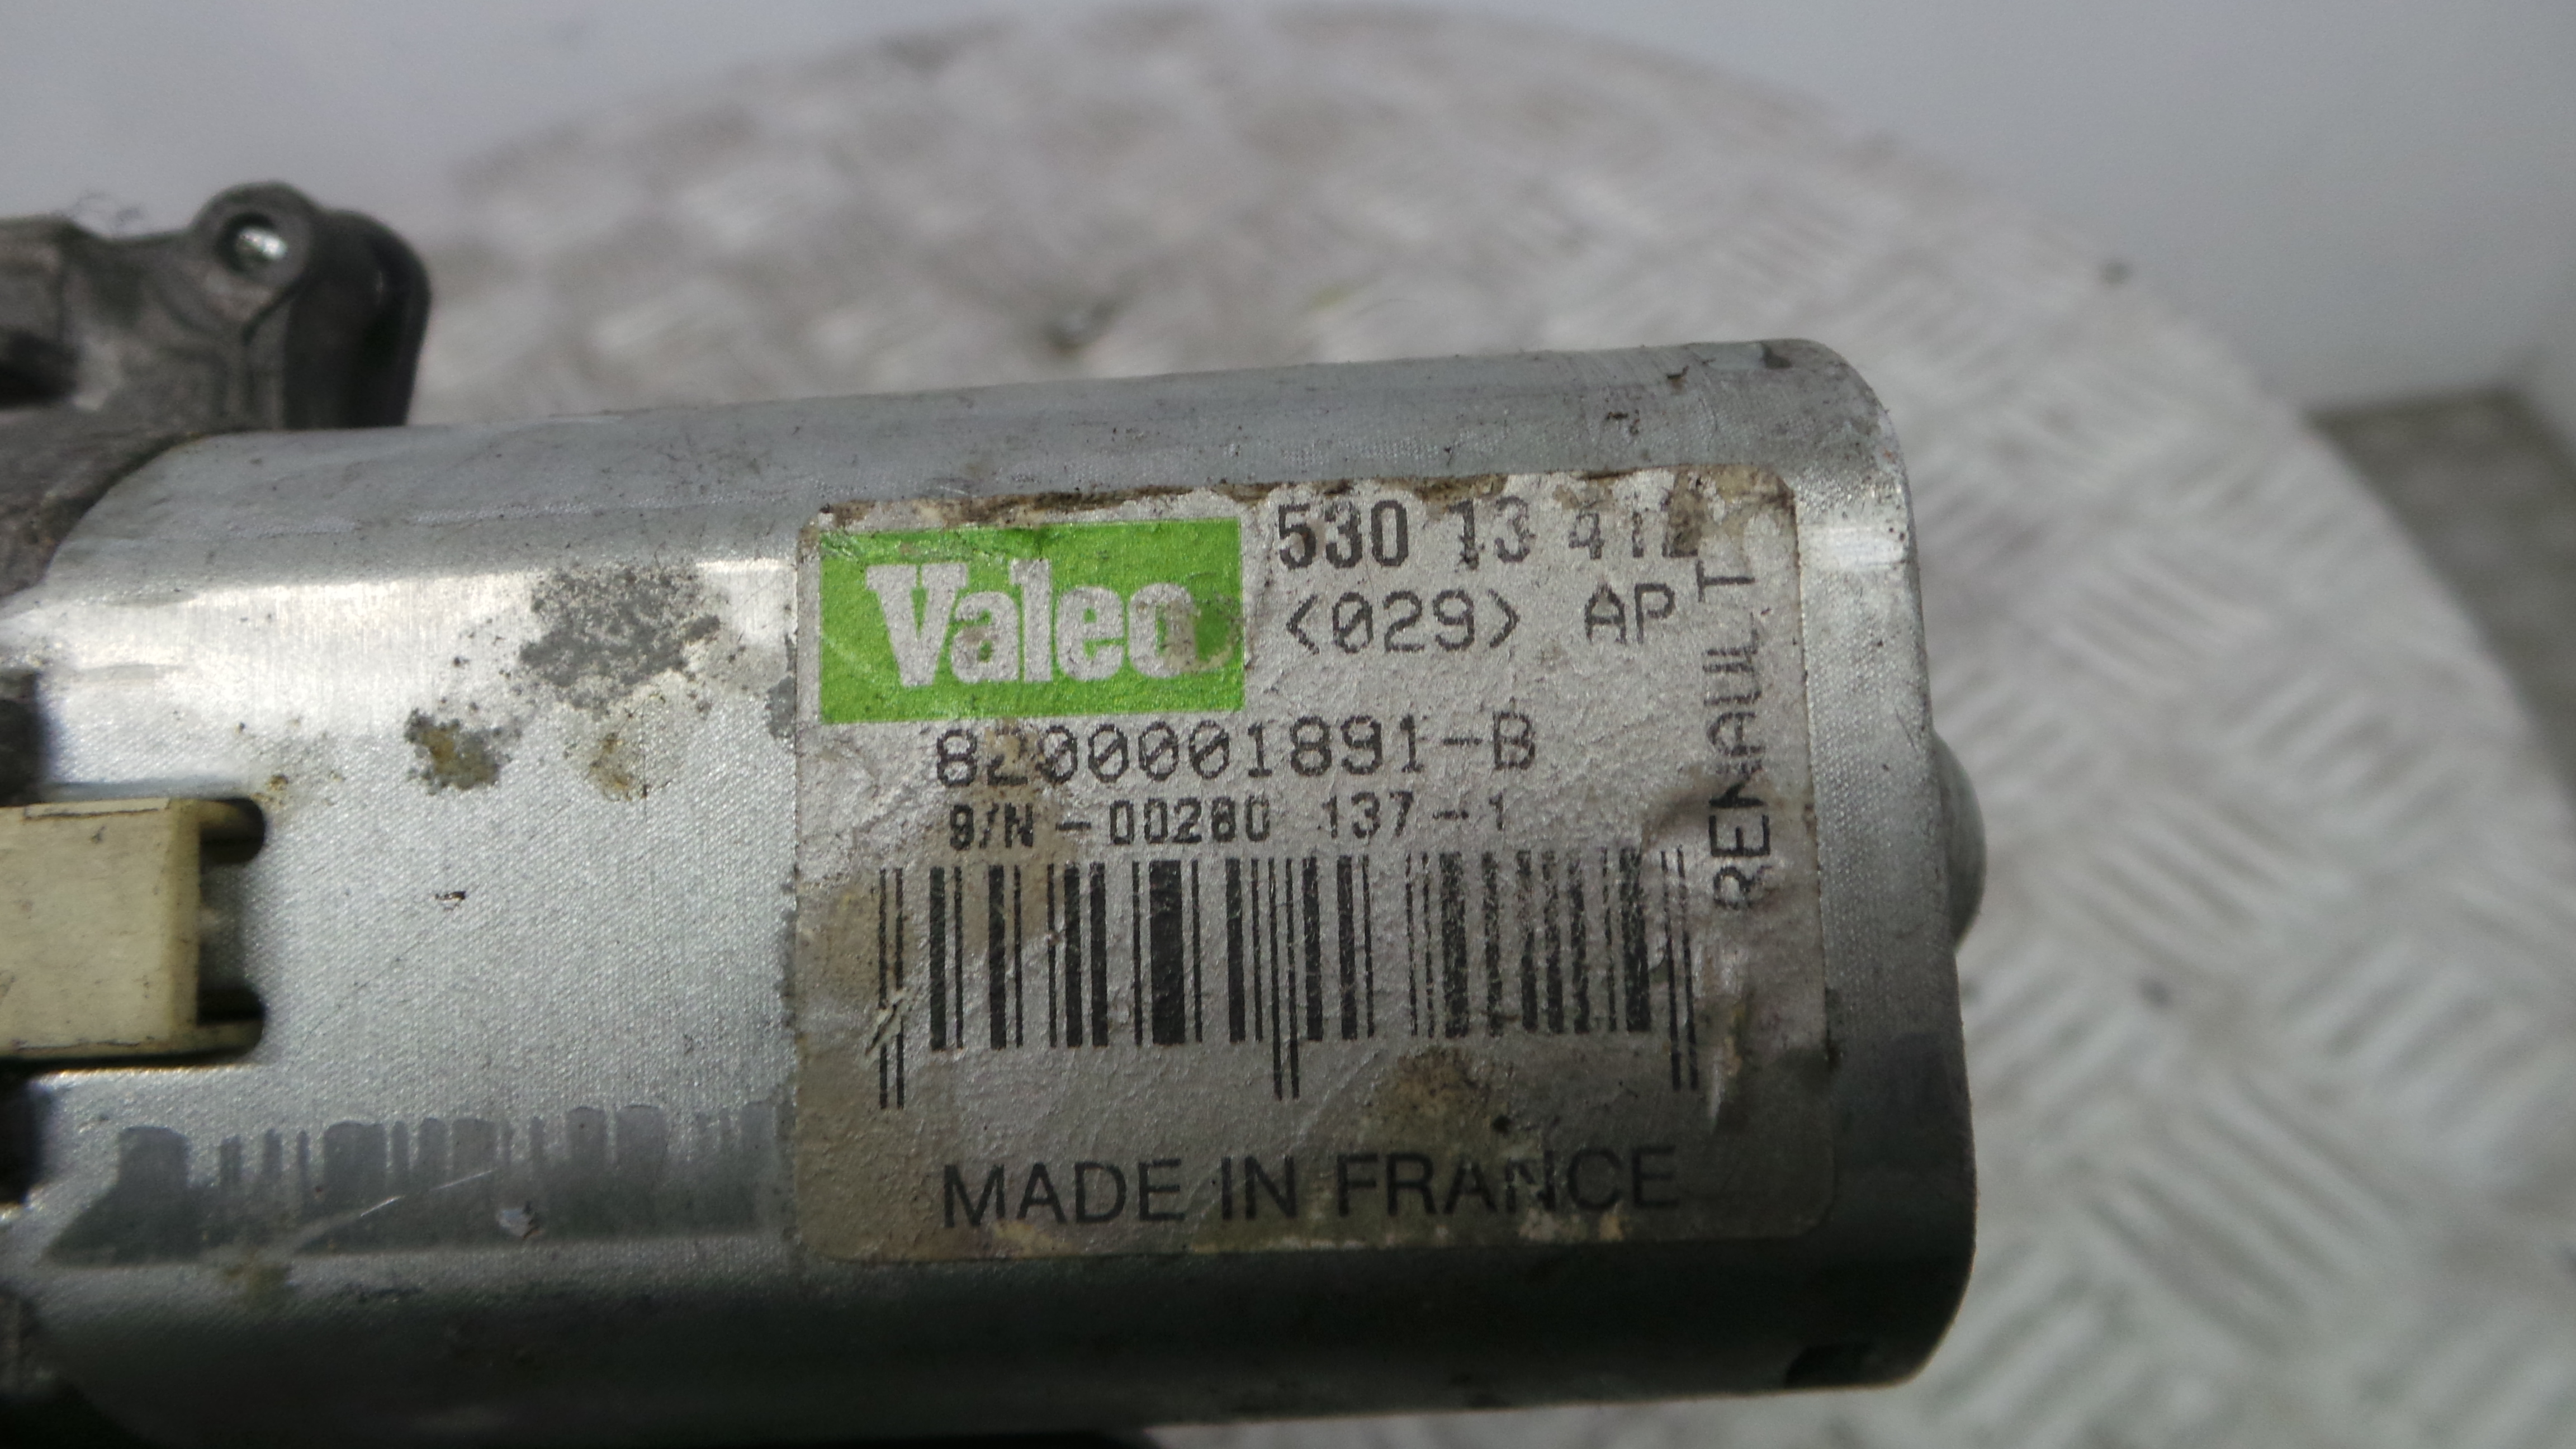 Valeo
530 13 412
<029> AP
8200001891-B
S/N -00280 137-1
RENAULT
MADE IN FRANCE